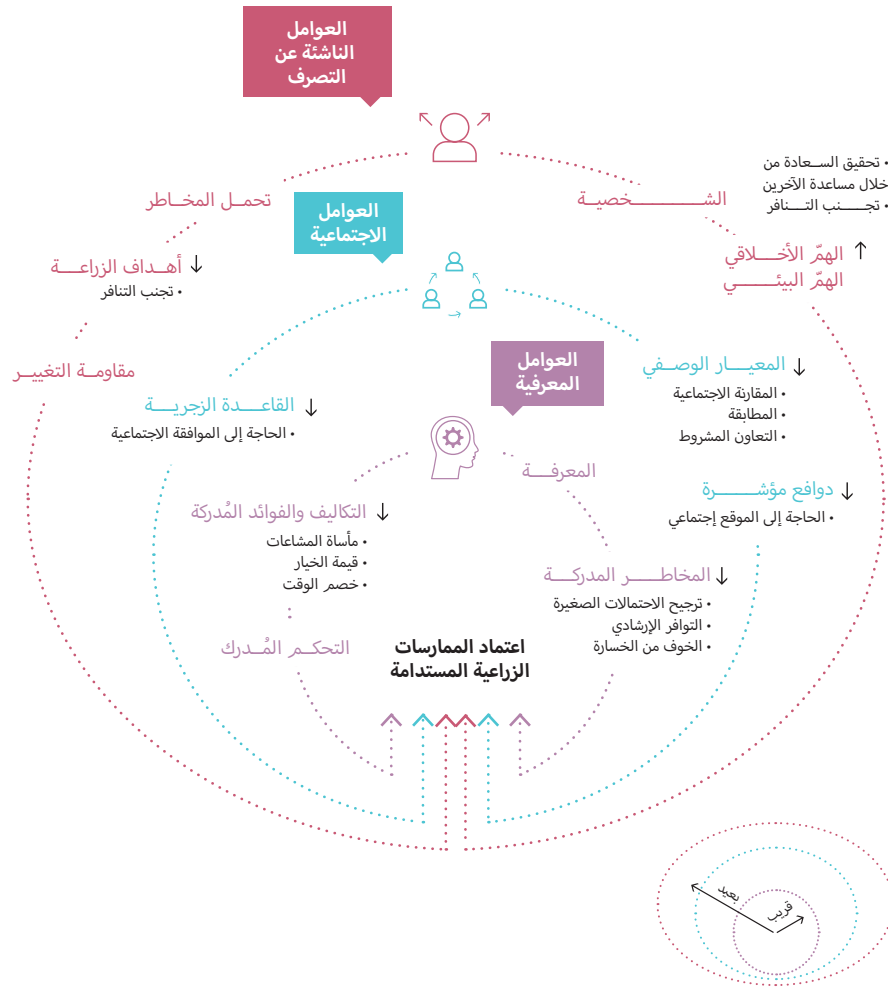 العوامل
الناشئة عن
التصرف
• تحقيق السعادة من
خلال مساعدة الآخرين
• تجنب التنافر
الشخصية
تحمل المخاطر
العوامل
الاجتماعية
الهمّ الأخلاقي
الهمّ البيئي
أهداف الزراعة
• تجنب التنافر
مقاومة التغيير
العوامل
المعرفية
المعيار الوصفي
• المقارنة الاجتماعية
• المطابقة
• التعاون المشروط
القاعدة الزجرية
• الحاجة إلى الموافقة الاجتماعية
المعرفة
دوافع مؤشرة
• الحاجة إلى الموقع إجتماعي
التكاليف والفوائد المُدركة
• مأساة المشاعات
• قيمة الخيار
• خصم الوقت
المخاطر المدركة
• ترجيح الاحتمالات الصغيرة
• التوافر الإرشادي
• الخوف من الخسارة
التحكم المُدرك
اعتماد الممارسات
الزراعية المستدامة
بعيد
قريب